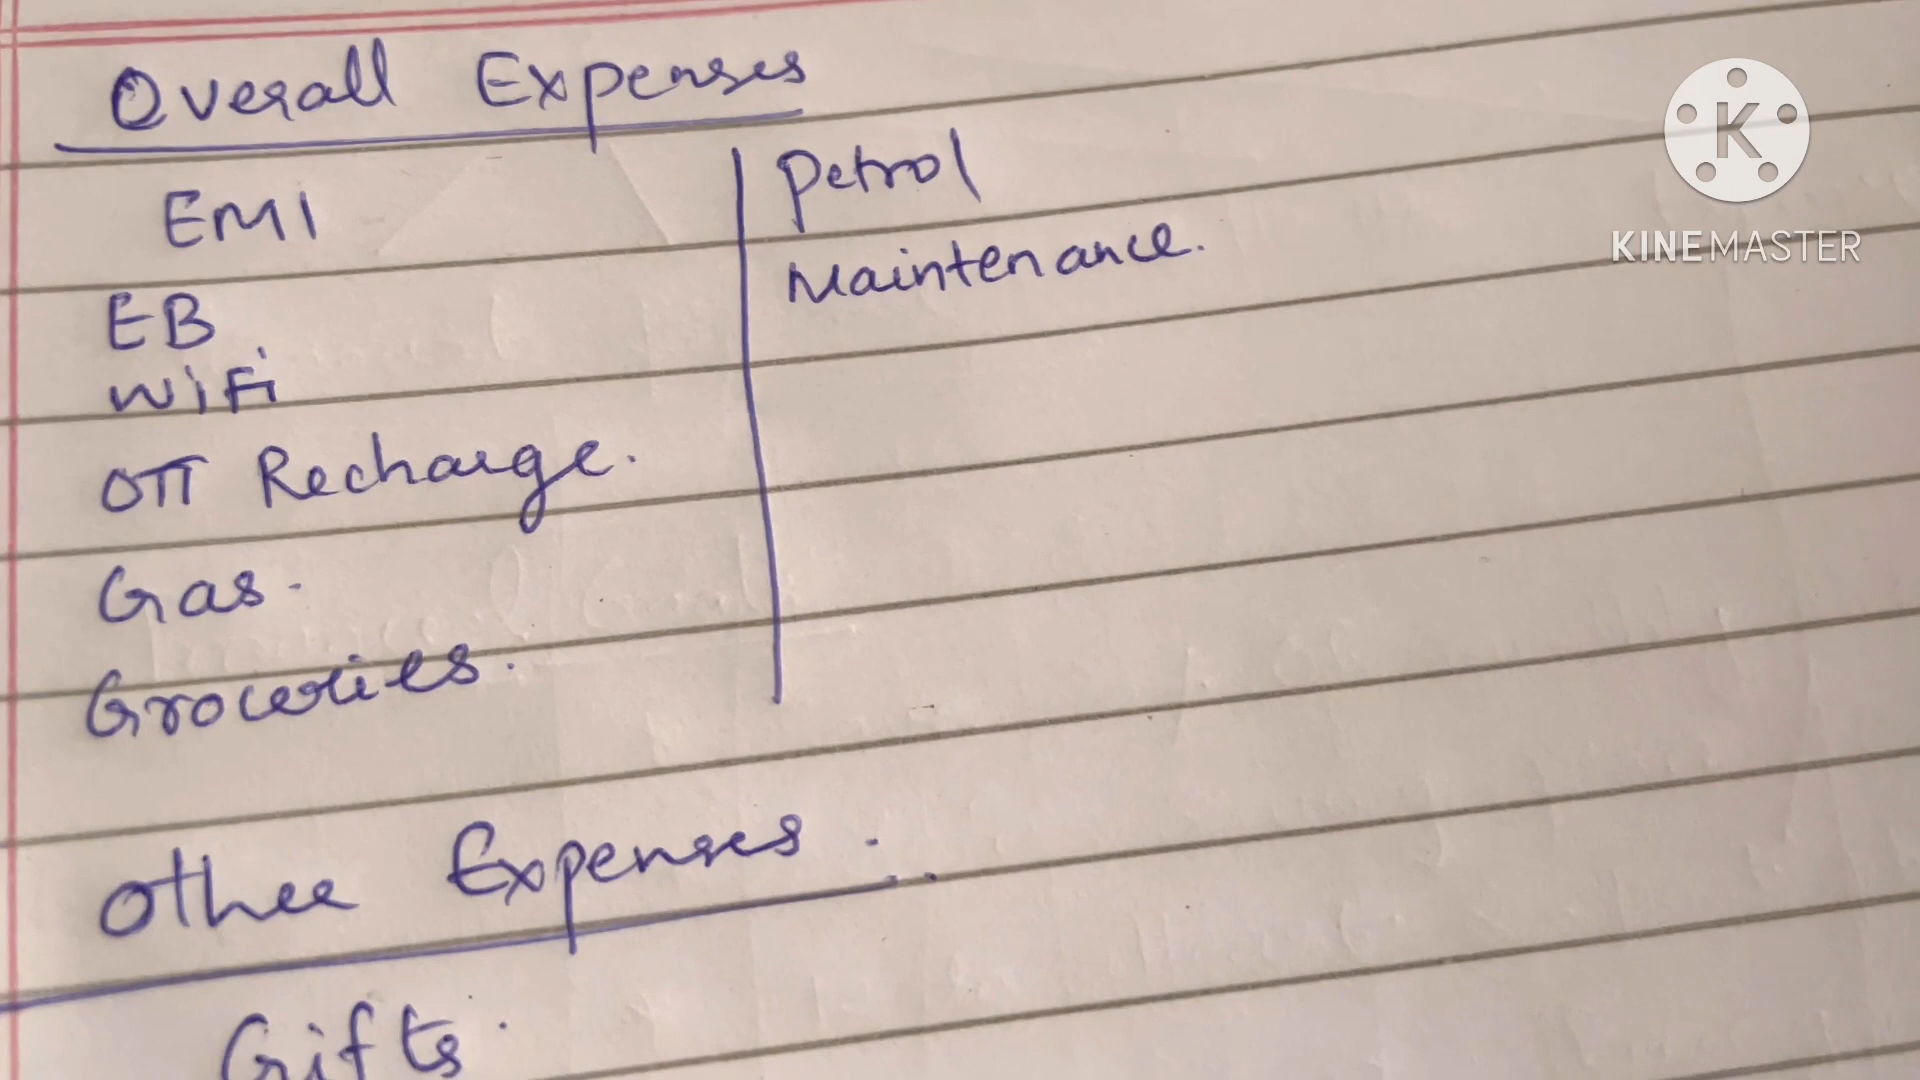 Overall Expenses
EMI
EB
WiFi
OTT Recharge.
Gas.
Groceries.
Petrol
Maintenance.
Other Expenses.
Gifts.
K
KINEMASTER